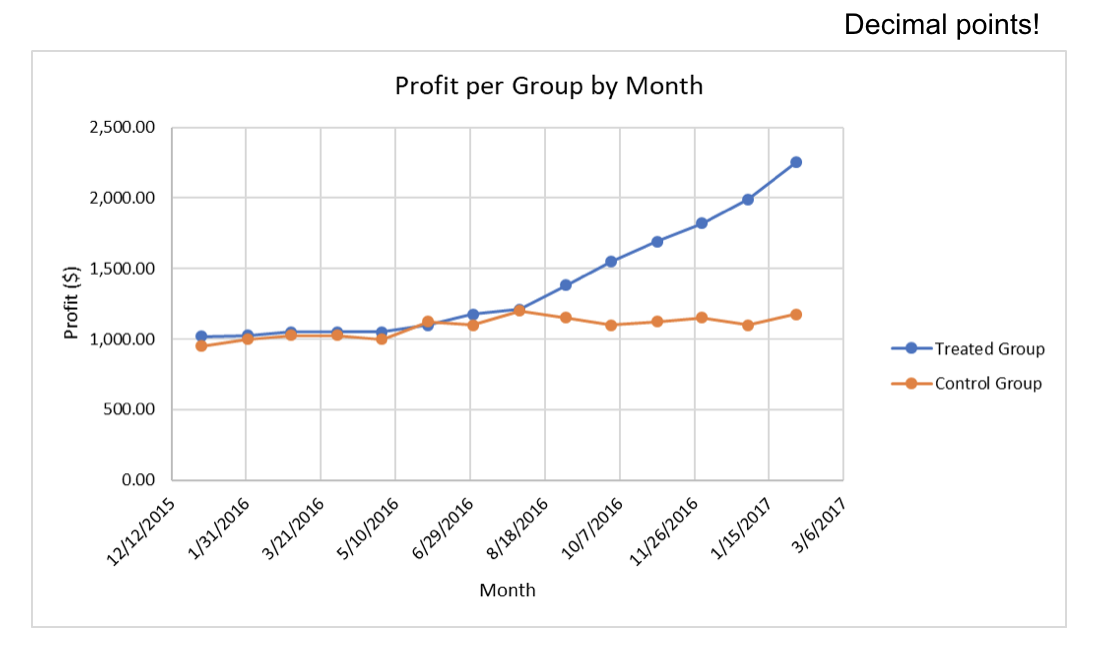 Decimal points!
Profit per Group by Month
2,500.00
2,000.00
1,500.00
1,000.00
500.00
0.00
Profit ($)
12/12/2015
1/31/2016
3/21/2016
5/10/2016
6/29/2016
8/18/2016
10/7/2016
11/26/2016
1/15/2017
3/6/2017
Month
Treated Group
Control Group